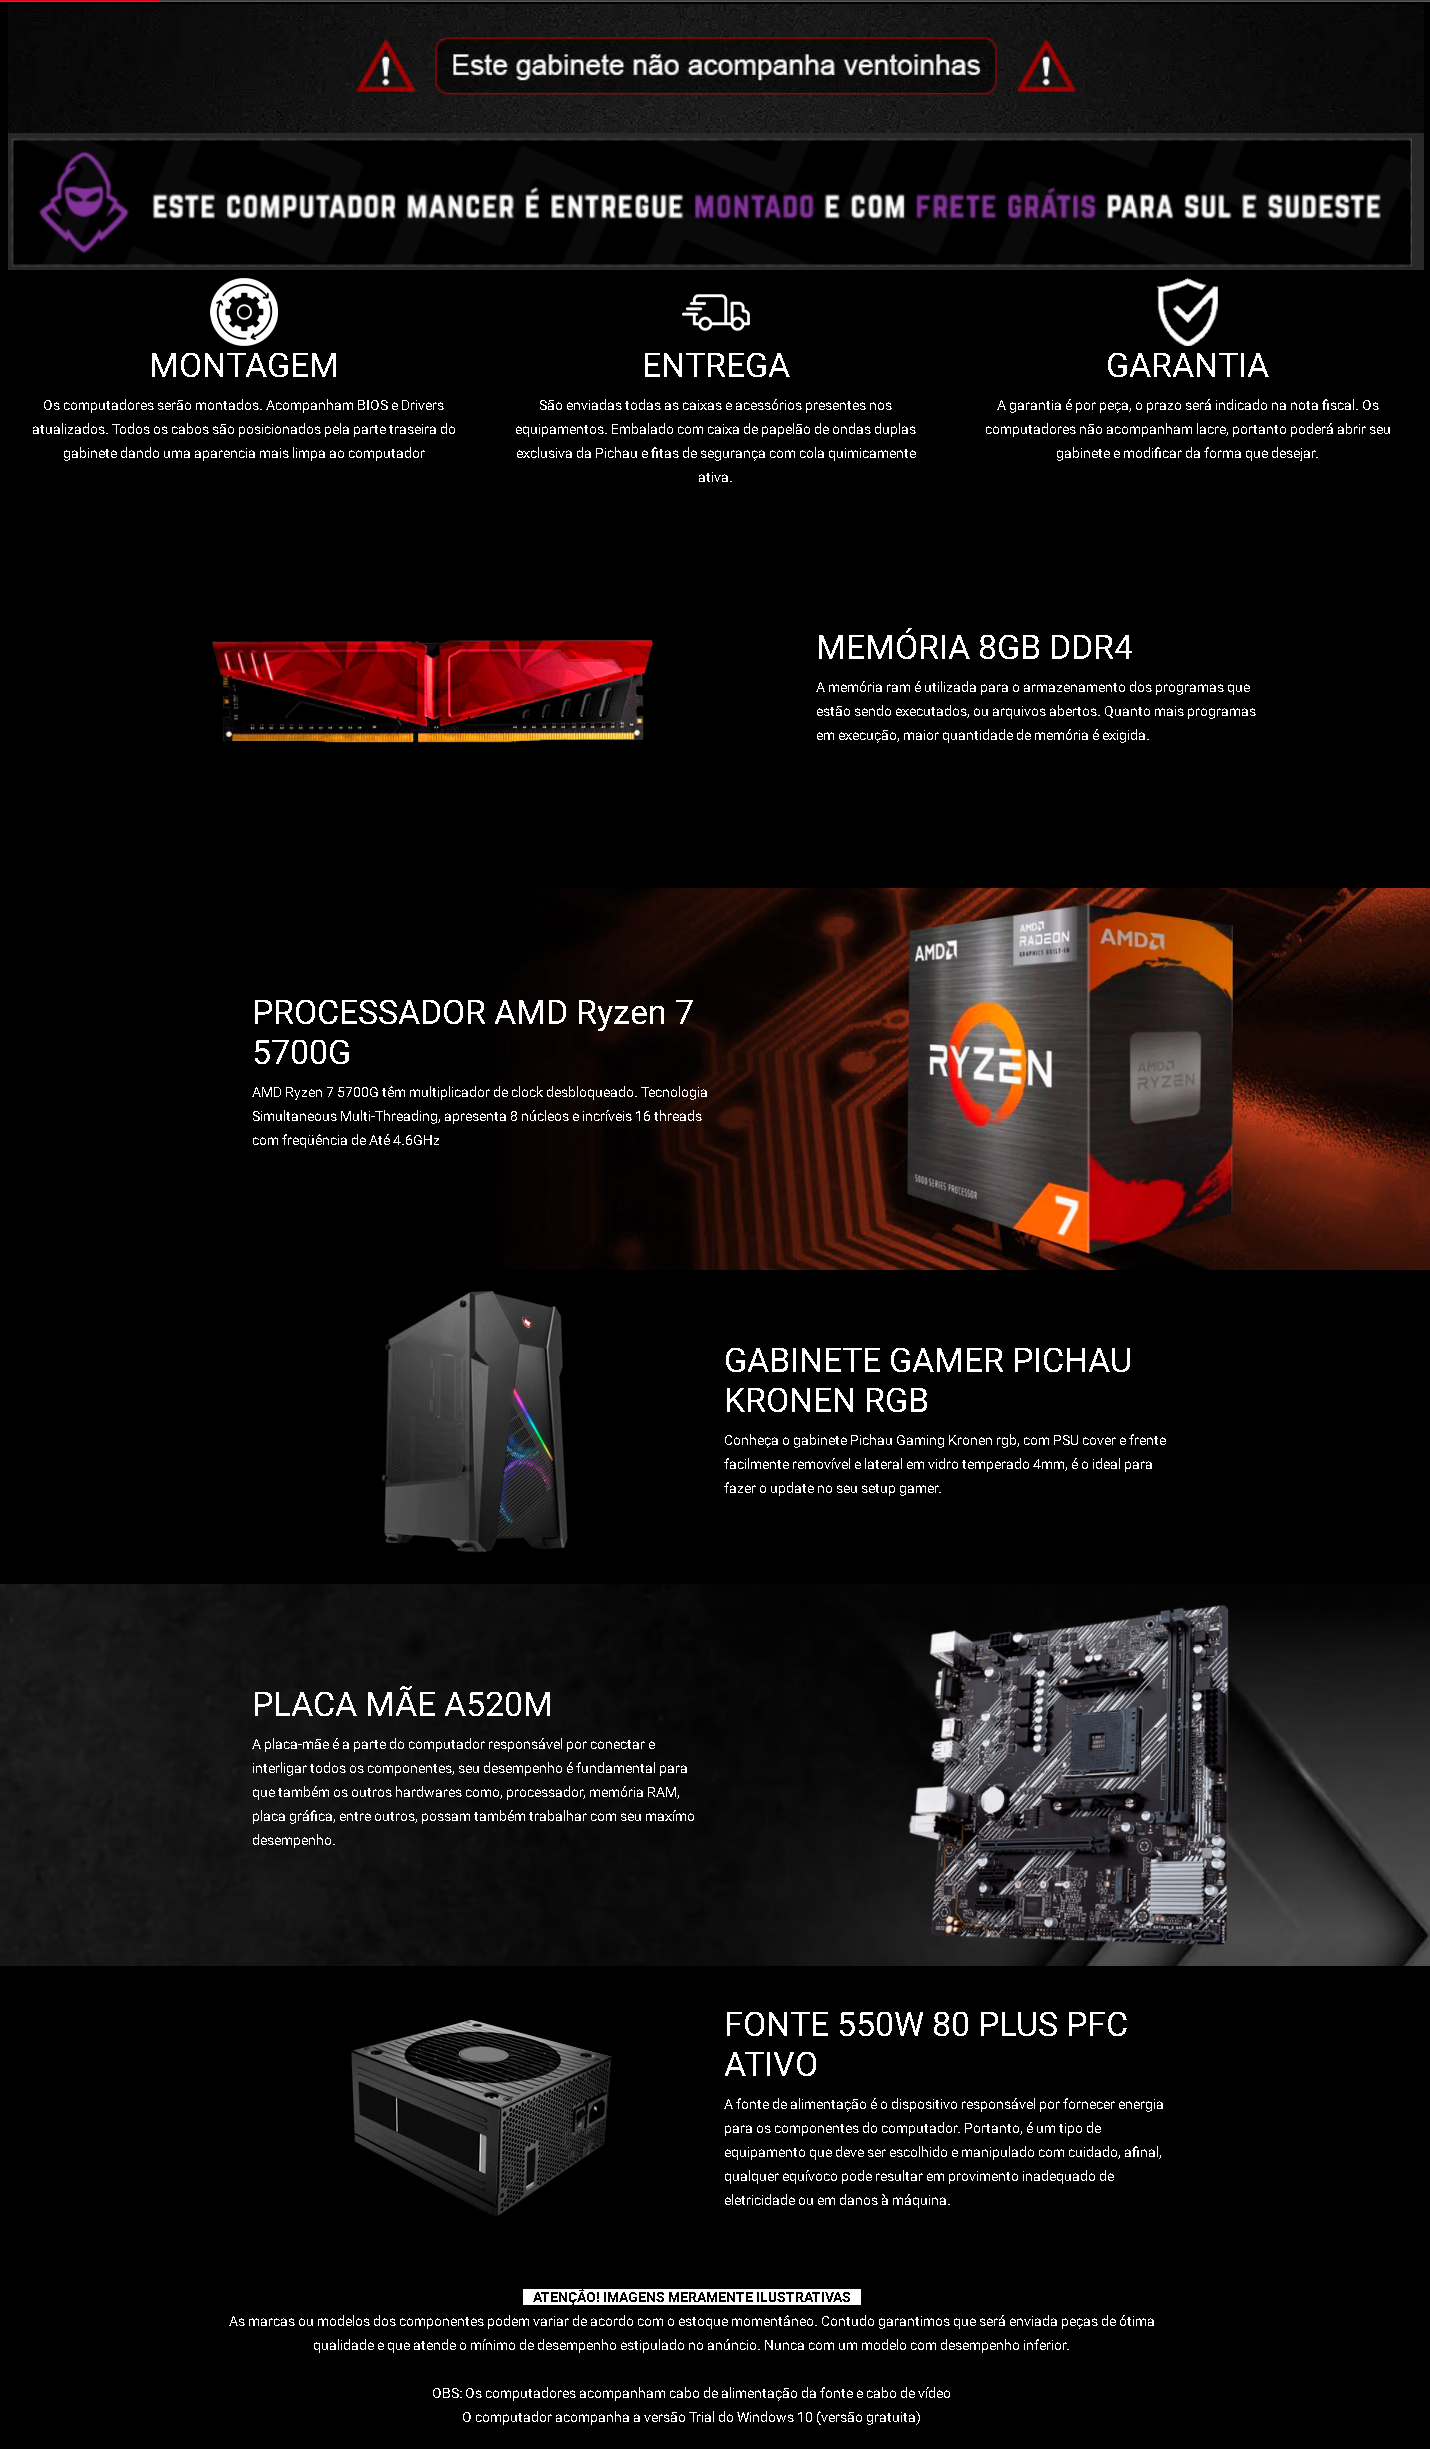 Este gabinete não acompanha ventoinhas
ESTE COMPUTADOR MANCER É ENTREGUE MONTADO E COM FRETE GRÁTIS PARA SUL E SUDESTE
MONTAGEM
Os computadores serão montados. Acompanham BIOS e Drivers
atualizados. Todos os cabos são posicionados pela parte traseira do
gabinete dando uma aparencia mais limpa ao computador
ENTREGA
São enviadas todas as caixas e acessórios presentes nos
equipamentos. Embalado com caixa de papelão de ondas duplas
exclusiva da Pichau e fitas de segurança com cola quimicamente
ativa.
GARANTIA
A garantia é por peça, o prazo será indicado na nota fiscal. Os
computadores não acompanham lacre, portanto poderá abrir seu
gabinete e modificar da forma que desejar.
MEMÓRIA 8GB DDR4
A memória ram é utilizada para o armazenamento dos programas que
estão sendo executados, ou arquivos abertos. Quanto mais programas
em execução, maior quantidade de memória é exigida.
PROCESSADOR AMD Ryzen 7
5700G
AMD Ryzen 7 5700G têm multiplicador de clock desbloqueado. Tecnologia
Simultaneous Multi-Threading, apresenta 8 núcleos e incríveis 16 threads
com freqüência de Até 4.6GHz
AMD
AMD
RADEON
GRAPHICS BUILT-IN
AMD
RYZEN
AMD
RYZEN
5000 SERIES PROCESSOR
7
GABINETE GAMER PICHAU
KRONEN RGB
Conheça o gabinete Pichau Gaming Kronen rgb, com PSU cover e frente
facilmente removível e lateral em vidro temperado 4mm, é o ideal para
fazer o update no seu setup gamer.
PLACA MÃE A520M
A placa-mãe é a parte do computador responsável por conectar e
interligar todos os componentes, seu desempenho é fundamental para
que também os outros hardwares como, processador, memória RAM,
placa gráfica, entre outros, possam também trabalhar com seu maxímo
desempenho.
FONTE 550W 80 PLUS PFC
ATIVO
A fonte de alimentação é o dispositivo responsável por fornecer energia
para os componentes do computador. Portanto, é um tipo de
equipamento que deve ser escolhido e manipulado com cuidado, afinal,
qualquer equívoco pode resultar em provimento inadequado de
eletricidade ou em danos à máquina.
ATENÇÃO! IMAGENS MERAMENTE ILUSTRATIVAS
As marcas ou modelos dos componentes podem variar de acordo com o estoque momentâneo. Contudo garantimos que será enviada peças de ótima
qualidade e que atende o mínimo de desempenho estipulado no anúncio. Nunca com um modelo com desempenho inferior.
OBS: Os computadores acompanham cabo de alimentação da fonte e cabo de vídeo
O computador acompanha a versão Trial do Windows 10 (versão gratuita)